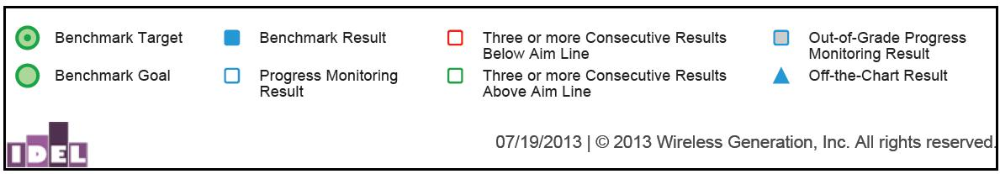 Benchmark Target
Benchmark Goal
Benchmark Result
Progress Monitoring
Result
Three or more Consecutive Results
Below Aim Line
Three or more Consecutive Results
Above Aim Line
Out-of-Grade Progress
Monitoring Result
Off-the-Chart Result
IDEL
07/19/2013 | © 2013 Wireless Generation, Inc. All rights reserved.